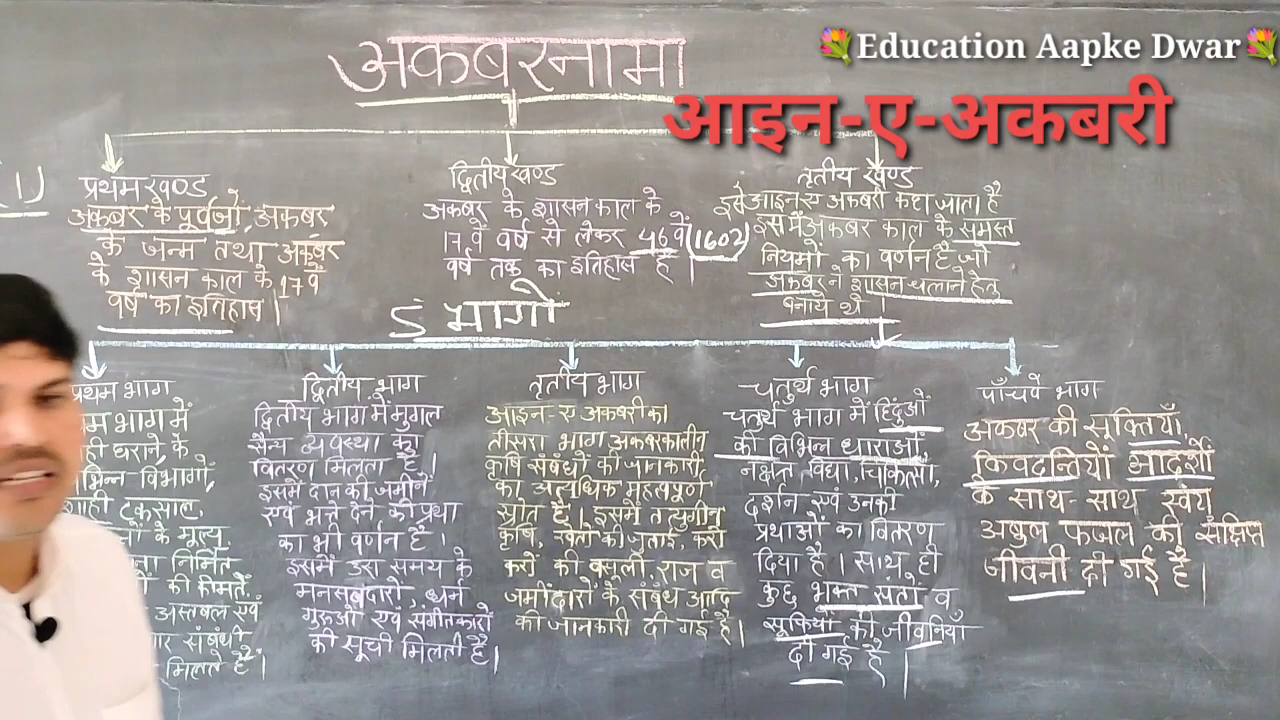 अकबरनामा
💐Education Aapke Dwar💐
आइन-ए-अकबरी
1)
प्रथम खण्ड
अकबर के पूर्वजों, अकबर
के जन्म तथा अकबर
के शासन काल के 17वें
वर्ष का इतिहास।
द्वितीय खण्ड
अकबर के शासन काल के
17वें वर्ष से लेकर 46वें (1602)
वर्ष तक का इतिहास है।
तृतीय खण्ड
इसे आइन-ए अकबरी कहा जाता है
इसमें अकबर काल के समस्त
नियमों का वर्णन है जो
अकबर ने शासन चलाने हेतु
बनाये थे
5 भागों
प्रथम भाग
भाग में
घराने के
विभिन्न-विभागों,
शाही टकसाल,
के मूल्य,
निर्मित
की कीमतें,
अस्तबल एवं
संबंधी
मिलते है।
द्वितीय भाग
द्वितीय भाग में मुगल
सैन्य व्यवस्था का
वितरण मिलता है।
इसमें दान की जमीनें
एवं भत्ते देने की प्रथा
का भी वर्णन है।
इसमें उस समय के
मनसबदारों, धर्म
गुरुओं एवं संगीतकारों
की सूची मिलती है।
तृतीय भाग
आइन-ए अकबरी का
तीसरा भाग अकबरकालीन
कृषि संबंधों की जानकारी
का अत्यधिक महत्वपूर्ण
स्रोत है। इसमें तत्युगीन
कृषि, खेतों की जुताई, करों
करों की वसूली, राज व
जमींदारों के संबंध आदि
की जानकारी दी गई है।
चतुर्थ भाग
चतुर्थ भाग में हिंदुओं
की विभिन्न धाराओं,
नक्षत्र विद्या, चिकित्सा,
दर्शन एवं उनकी
प्रथाओं का वितरण
दिया है। साथ ही
कुछ भक्त संतों व
सूफियों की जीवनियाँ
दी गई है।
पाँचवे भाग
अकबर की सूक्तियाँ,
किवदन्तियों आदर्शों
के साथ-साथ स्वयं
अबुल फजल की संक्षिप्त
जीवनी दी गई है।